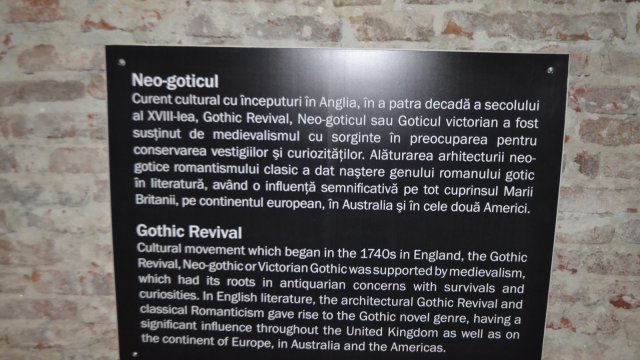 Neo-goticul
Curent cultural cu începuturi în Anglia, în a patra decadă a secolului
al XVIII-lea, Gothic Revival, Neo-goticul sau Goticul victorian a fost
susținut de medievalismul cu sorginte în preocuparea pentru
conservarea vestigiilor și curiozităților. Alăturarea arhitecturii neo-
gotice romantismului clasic a dat naștere genului romanului gotic
în literatură, având o influență semnificativă pe tot cuprinsul Marii
Britanii, pe continentul european, în Australia și în cele două Americi.
Gothic Revival
Cultural movement which began in the 1740s in England, the Gothic
Revival, Neo-gothic or Victorian Gothic was supported by medievalism,
which had its roots in antiquarian concerns with survivals and
curiosities. In English literature, the architectural Gothic Revival and
classical Romanticism gave rise to the Gothic novel genre, having a
significant influence throughout the United Kingdom as well as on
the continent of Europe, in Australia and the Americas.